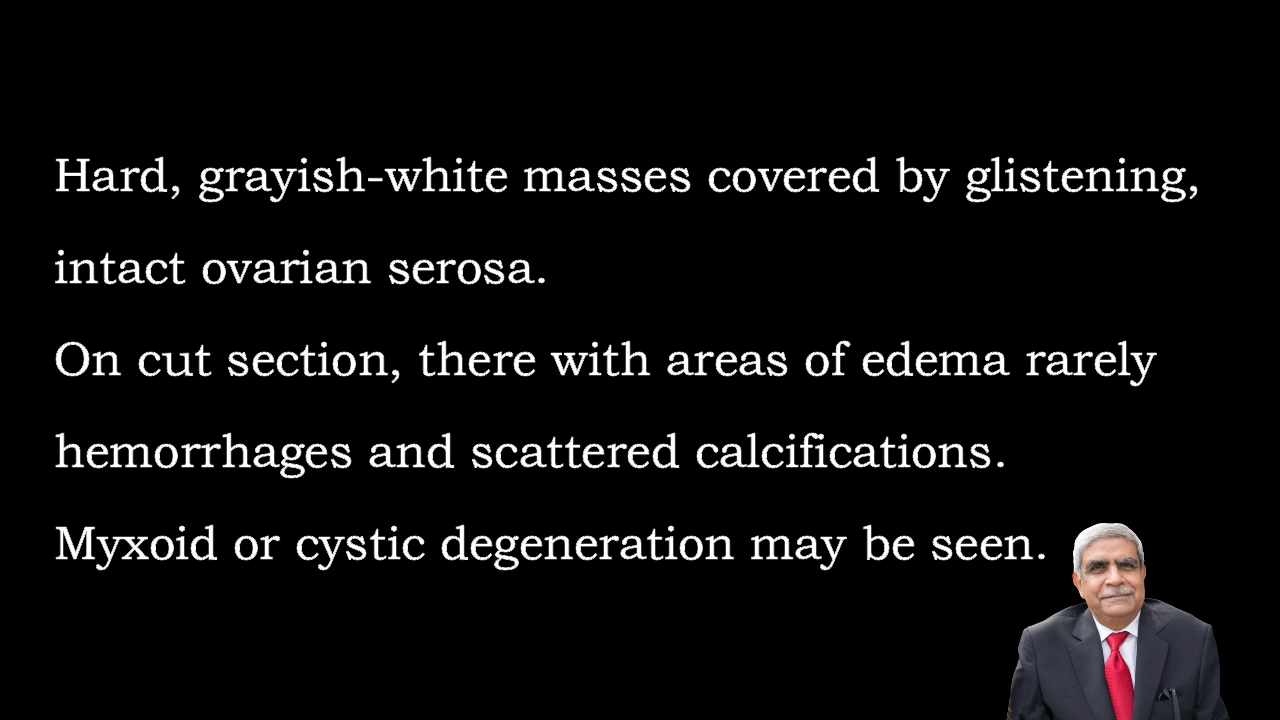 Hard, grayish-white masses covered by glistening,
intact ovarian serosa.
On cut section, there with areas of edema rarely
hemorrhages and scattered calcifications.
Myxoid or cystic degeneration may be seen.